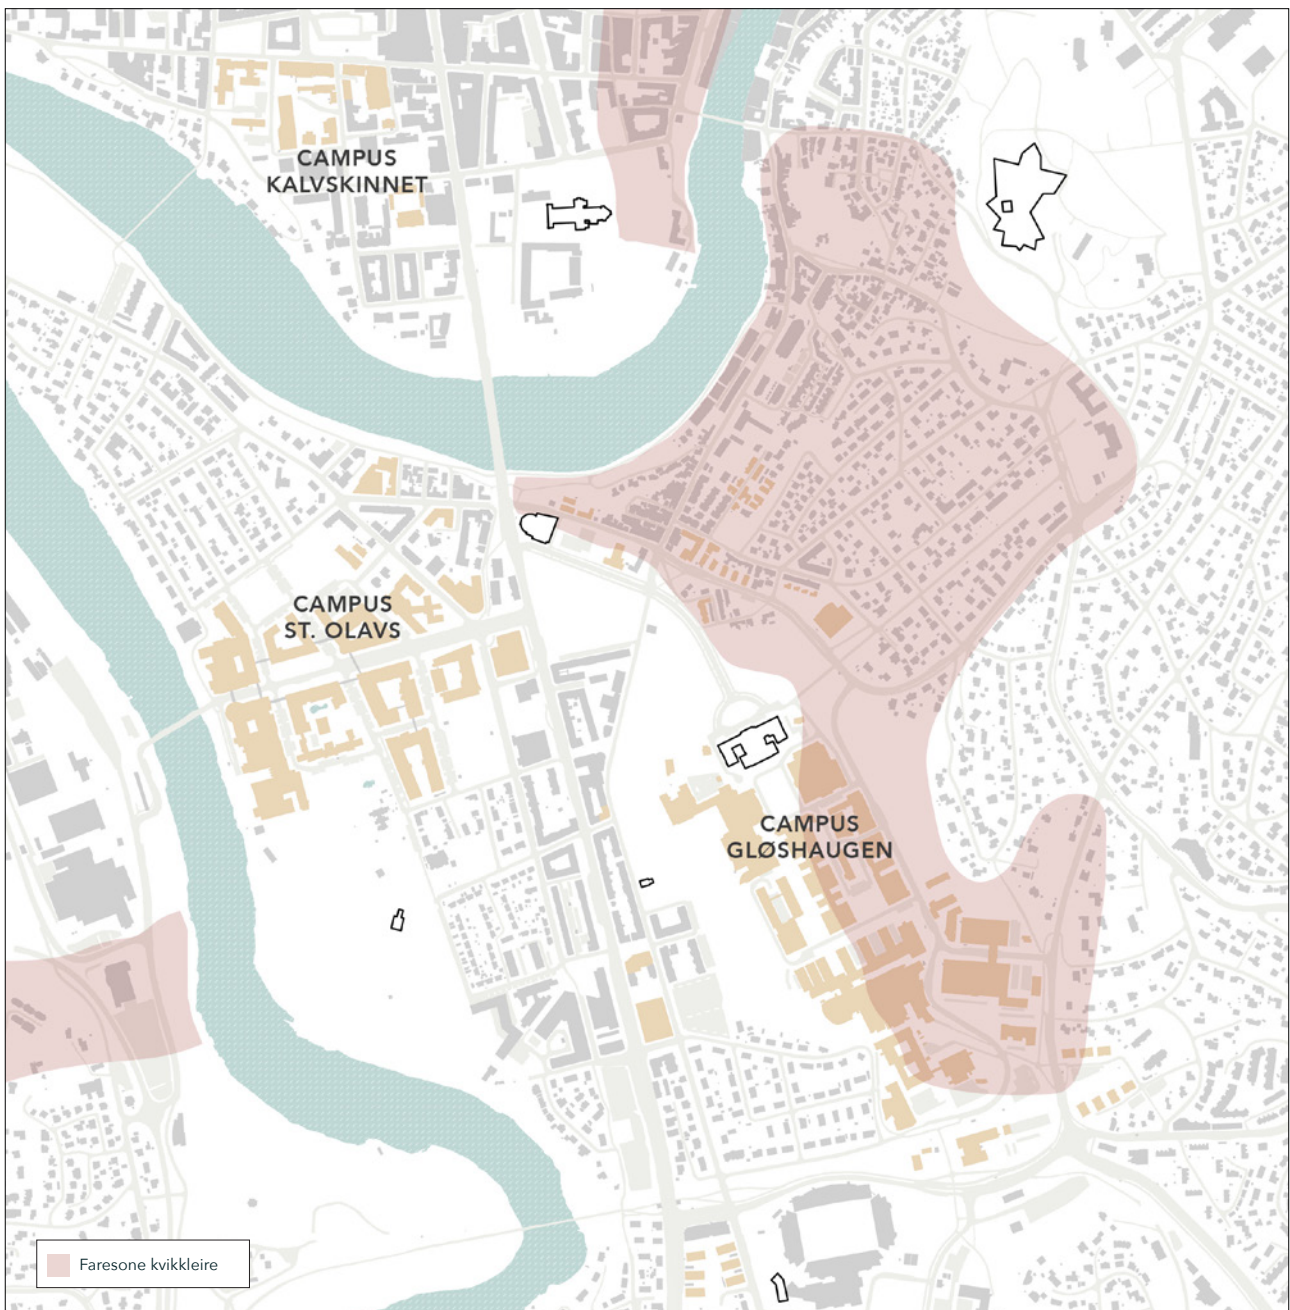 CAMPUS
KALVSKINNET
CAMPUS
ST. OLAVS
CAMPUS
GLØSHAUGEN
Faresone kvikkleire